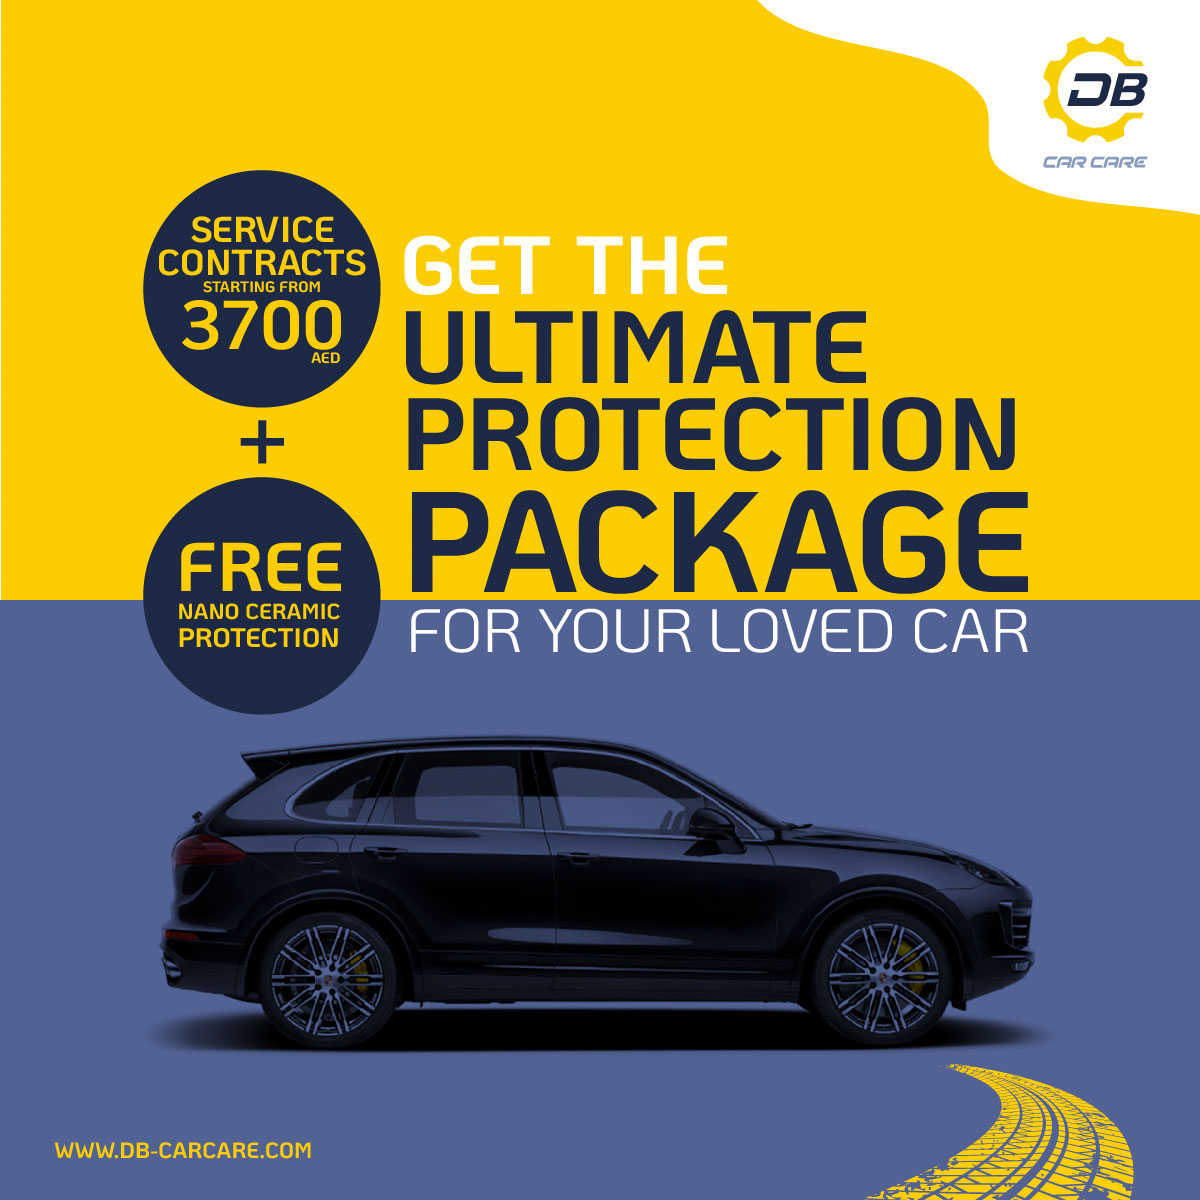 DB
CAR CARE
SERVICE
CONTRACTS
STARTING FROM
3700
AED
+
FREE
NANO CERAMIC
PROTECTION
GET THE
ULTIMATE
PROTECTION
PACKAGE
FOR YOUR LOVED CAR
WWW.DB-CARCARE.COM